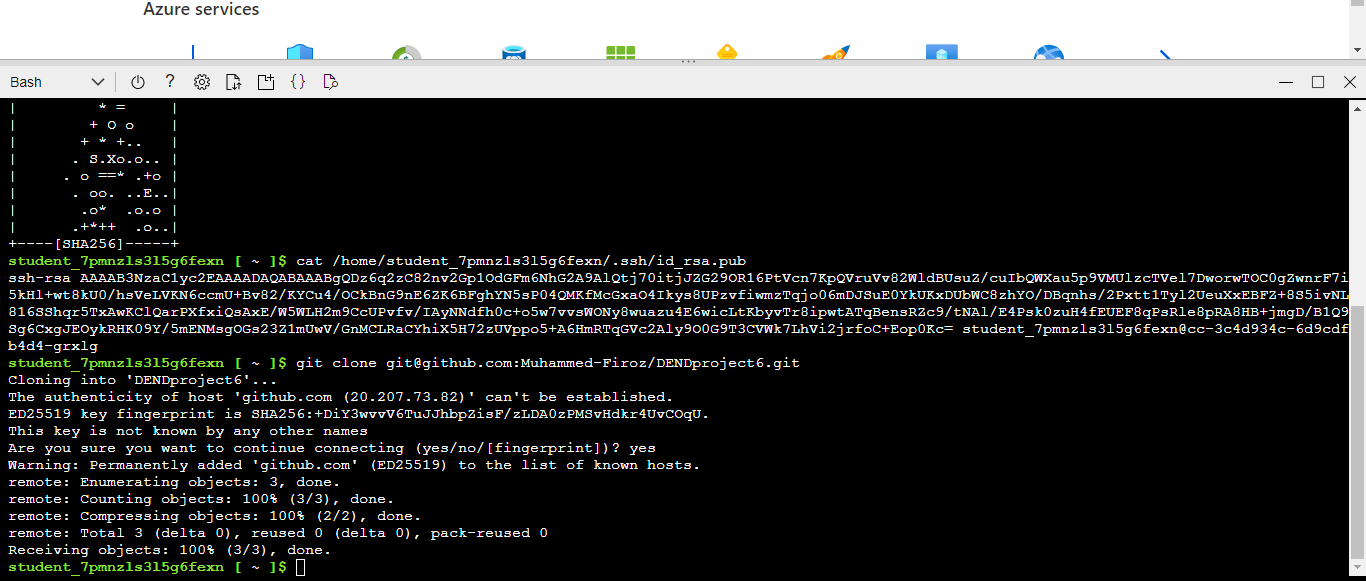 Azure services
Bash
? {}
| * = |
| + O o |
| + * +.. |
| . S.Xo.o.. |
| . o ==* .+o |
| . oo. ..E..|
| .o* .o.o |
| .+*++ .o..|
+----[SHA256]-----+
student_7pmnzls3l5g6fexn [ ~ ]$ cat /home/student_7pmnzls3l5g6fexn/.ssh/id_rsa.pub
ssh-rsa AAAAB3NzaC1yc2EAAAADAQABAAABgQDz6q2zC82nv2Gp1OdGFm6NhG2A9AlQtj70itjJZG29OR16PtVcn7KpQVruVv82WldBUsuZ/cuIbQWXau5p9VMUlzcTVel7DworwTOC0gZwnrF7i
5kHl+wt8kU0/hsVeLVKN6ccmU+Bv82/KYCu4/OCkBnG9nE6ZK6BFghYN5sP04QMKfMcGxaO4Ikys8UPzvfiwmzTqjo06mDJSuE0YkUKxDUbWC8zhYO/DBqnhs/2Pxtt1Tyl2UeuXxEBFZ+8S5ivNL
816SShqr5TxAwKClQarPXfxiQsAxE/W5WLH2m9CcUPvfv/IAyNNdfh0c+o5w7vvsWONy8wuazu4E6wicLtKbyvTr8ipwtATqBensRZc9/tNAl/E4Psk0zuH4fEUEF8qPsRle8pRA8HB+jmgD/B1Q9
Sg6CxgJEOykRHK09Y/5mENMsgOGs23Z1mUwV/GnMCLRaCYhiX5H72zUVppo5+A6HmRTqGVc2Aly9O0G9T3CVWk7LhVi2jrfoC+Eop0Kc= student_7pmnzls3l5g6fexn@cc-3c4d934c-6d9cdf
b4d4-grxlg
student_7pmnzls3l5g6fexn [ ~ ]$ git clone git@github.com:Muhammed-Firoz/DENDproject6.git
Cloning into 'DENDproject6'...
The authenticity of host 'github.com (20.207.73.82)' can't be established.
ED25519 key fingerprint is SHA256:+DiY3wvvV6TuJJhbpZisF/zLDA0zPMSvHdkr4UvCOqU.
This key is not known by any other names
Are you sure you want to continue connecting (yes/no/[fingerprint])? yes
Warning: Permanently added 'github.com' (ED25519) to the list of known hosts.
remote: Enumerating objects: 3, done.
remote: Counting objects: 100% (3/3), done.
remote: Compressing objects: 100% (2/2), done.
remote: Total 3 (delta 0), reused 0 (delta 0), pack-reused 0
Receiving objects: 100% (3/3), done.
student_7pmnzls3l5g6fexn [ ~ ]$